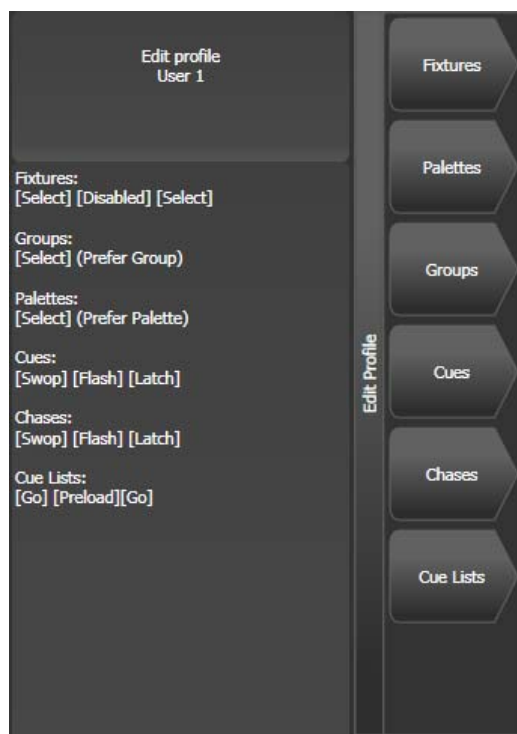 Edit profile
User 1
Fixtures:
[Select] [Disabled] [Select]
Groups:
[Select] (Prefer Group)
Palettes:
[Select] (Prefer Palette)
Cues:
[Swop] [Flash] [Latch]
Chases:
[Swop] [Flash] [Latch]
Cue Lists:
[Go] [Preload][Go]
Edit Profile
Fixtures
Palettes
Groups
Cues
Chases
Cue Lists